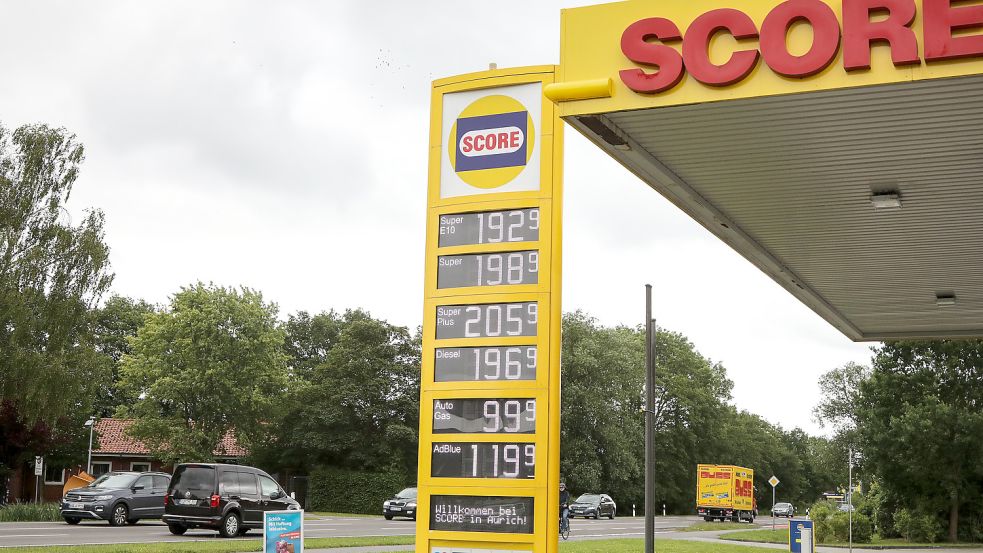 SCORE
SCORE
Super
E10
192⁹
Super
198⁹
Super
Plus
205⁹
Diesel
196⁹
Auto
Gas
99⁹
AdBlue
119⁹
Willkommen bei
SCORE in Aurich!